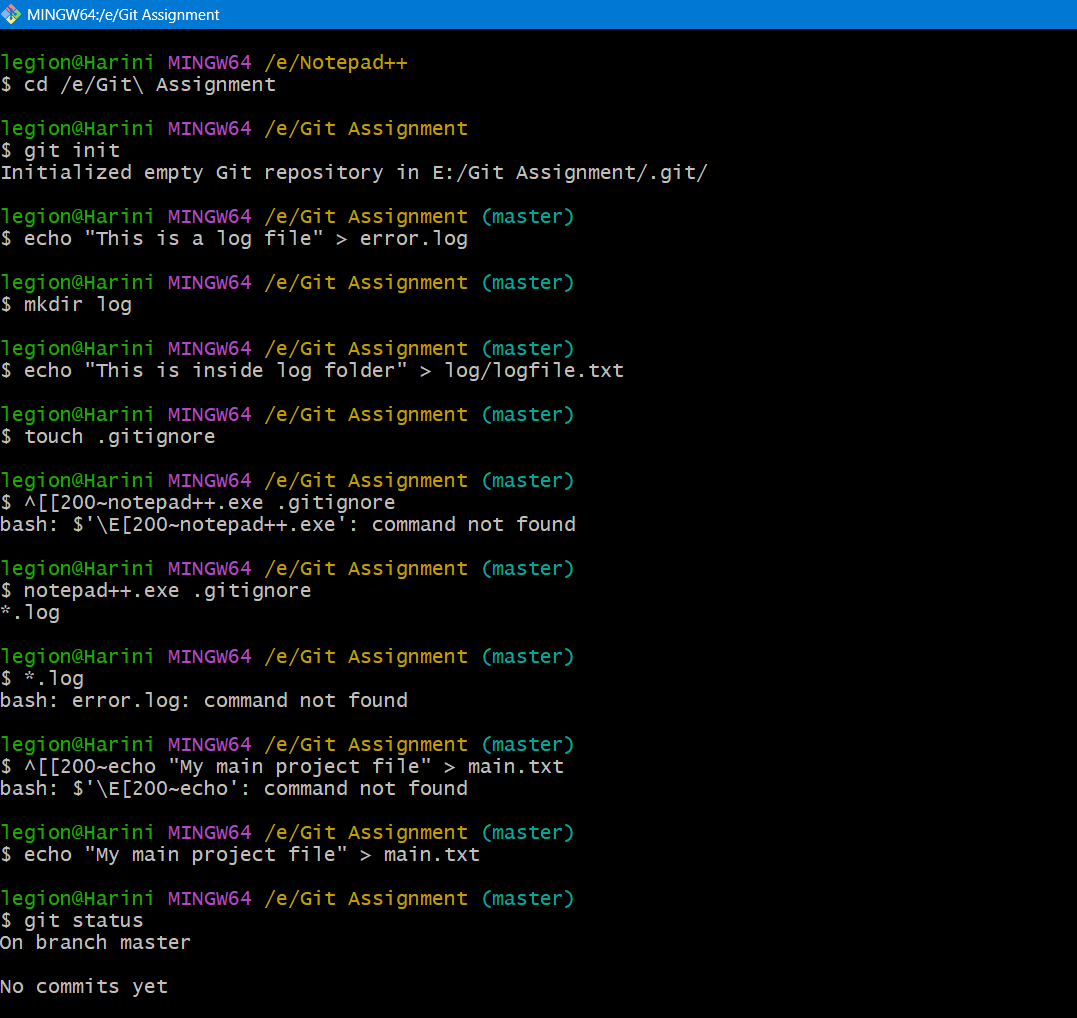 MINGW64:/e/Git Assignment
legion@Harini MINGW64 /e/Notepad++
$ cd /e/Git\ Assignment
legion@Harini MINGW64 /e/Git Assignment
$ git init
Initialized empty Git repository in E:/Git Assignment/.git/
legion@Harini MINGW64 /e/Git Assignment (master)
$ echo "This is a log file" > error.log
legion@Harini MINGW64 /e/Git Assignment (master)
$ mkdir log
legion@Harini MINGW64 /e/Git Assignment (master)
$ echo "This is inside log folder" > log/logfile.txt
legion@Harini MINGW64 /e/Git Assignment (master)
$ touch .gitignore
legion@Harini MINGW64 /e/Git Assignment (master)
$ ^[[200~notepad++.exe .gitignore
bash: $'\E[200~notepad++.exe': command not found
legion@Harini MINGW64 /e/Git Assignment (master)
$ notepad++.exe .gitignore
*.log
legion@Harini MINGW64 /e/Git Assignment (master)
$ *.log
bash: error.log: command not found
legion@Harini MINGW64 /e/Git Assignment (master)
$ ^[[200~echo "My main project file" > main.txt
bash: $'\E[200~echo': command not found
legion@Harini MINGW64 /e/Git Assignment (master)
$ echo "My main project file" > main.txt
legion@Harini MINGW64 /e/Git Assignment (master)
$ git status
On branch master
No commits yet